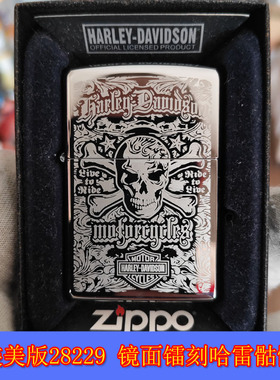 HARLEY-DAVIDSON
OFFICIAL LICENSED PRODUCT
Harley-Davidson
Live to Ride
Ride to Live
motorcycles
MOTOR
HARLEY-DAVIDSON
CYCLES
zippo
美版28229 镜面镭刻哈雷骷